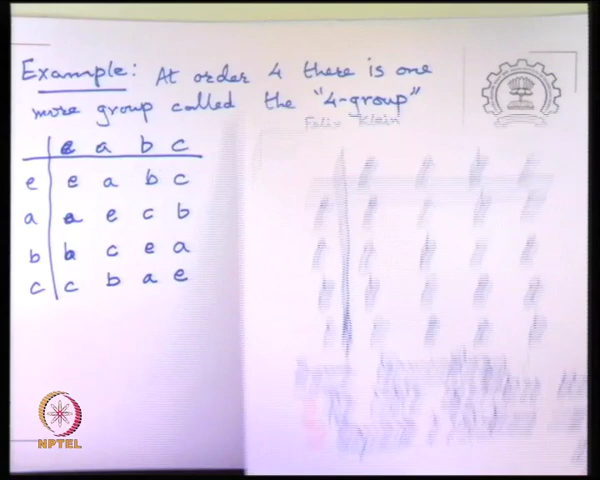 Example: At order 4 there is one
more group called the "4-group"
Felix Klein
e a b c
e e a b c
a a e c b
b b c e a
c c b a e
NPTEL